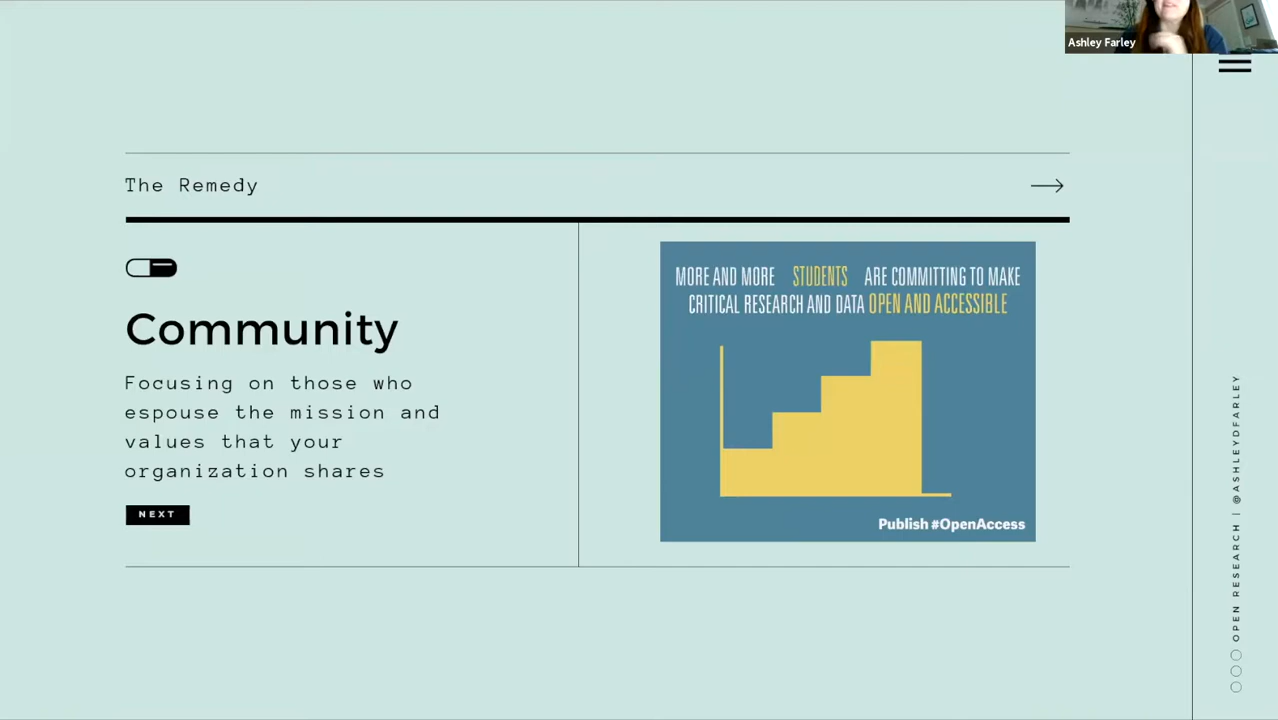 Ashley Farley
The Remedy
Community
Focusing on those who
espouse the mission and
values that your
organization shares
NEXT
MORE AND MORE STUDENTS ARE COMMITTING TO MAKE
CRITICAL RESEARCH AND DATA OPEN AND ACCESSIBLE
Publish #OpenAccess
OPEN RESEARCH | @ASHLEYDFARLEY